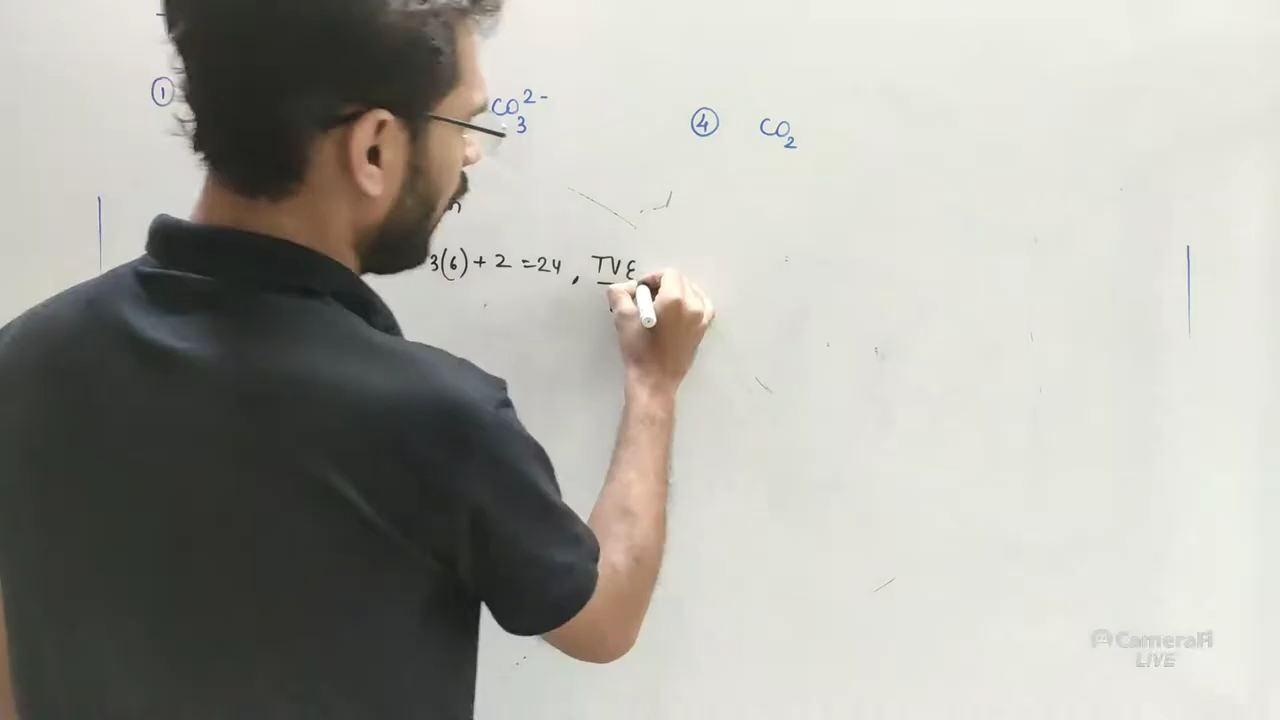 ① CO₃²⁻ ④ CO₂
3(6)+2=24, TVE
CameraFi
LIVE